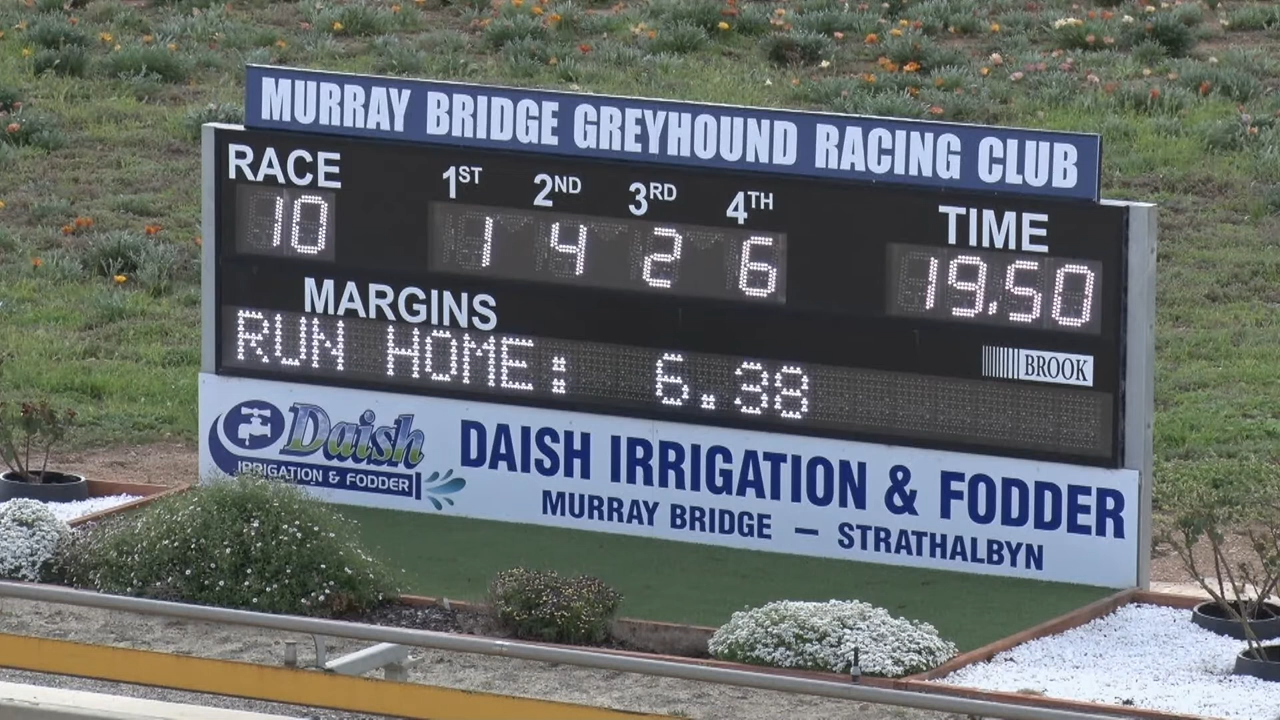 MURRAY BRIDGE GREYHOUND RACING CLUB
RACE 1ST 2ND 3RD 4TH TIME
10 1 4 2 6 19.50
MARGINS
RUN HOME: 6.38
BROOK
Daish
IRRIGATION & FODDER
DAISH IRRIGATION & FODDER
MURRAY BRIDGE – STRATHALBYN